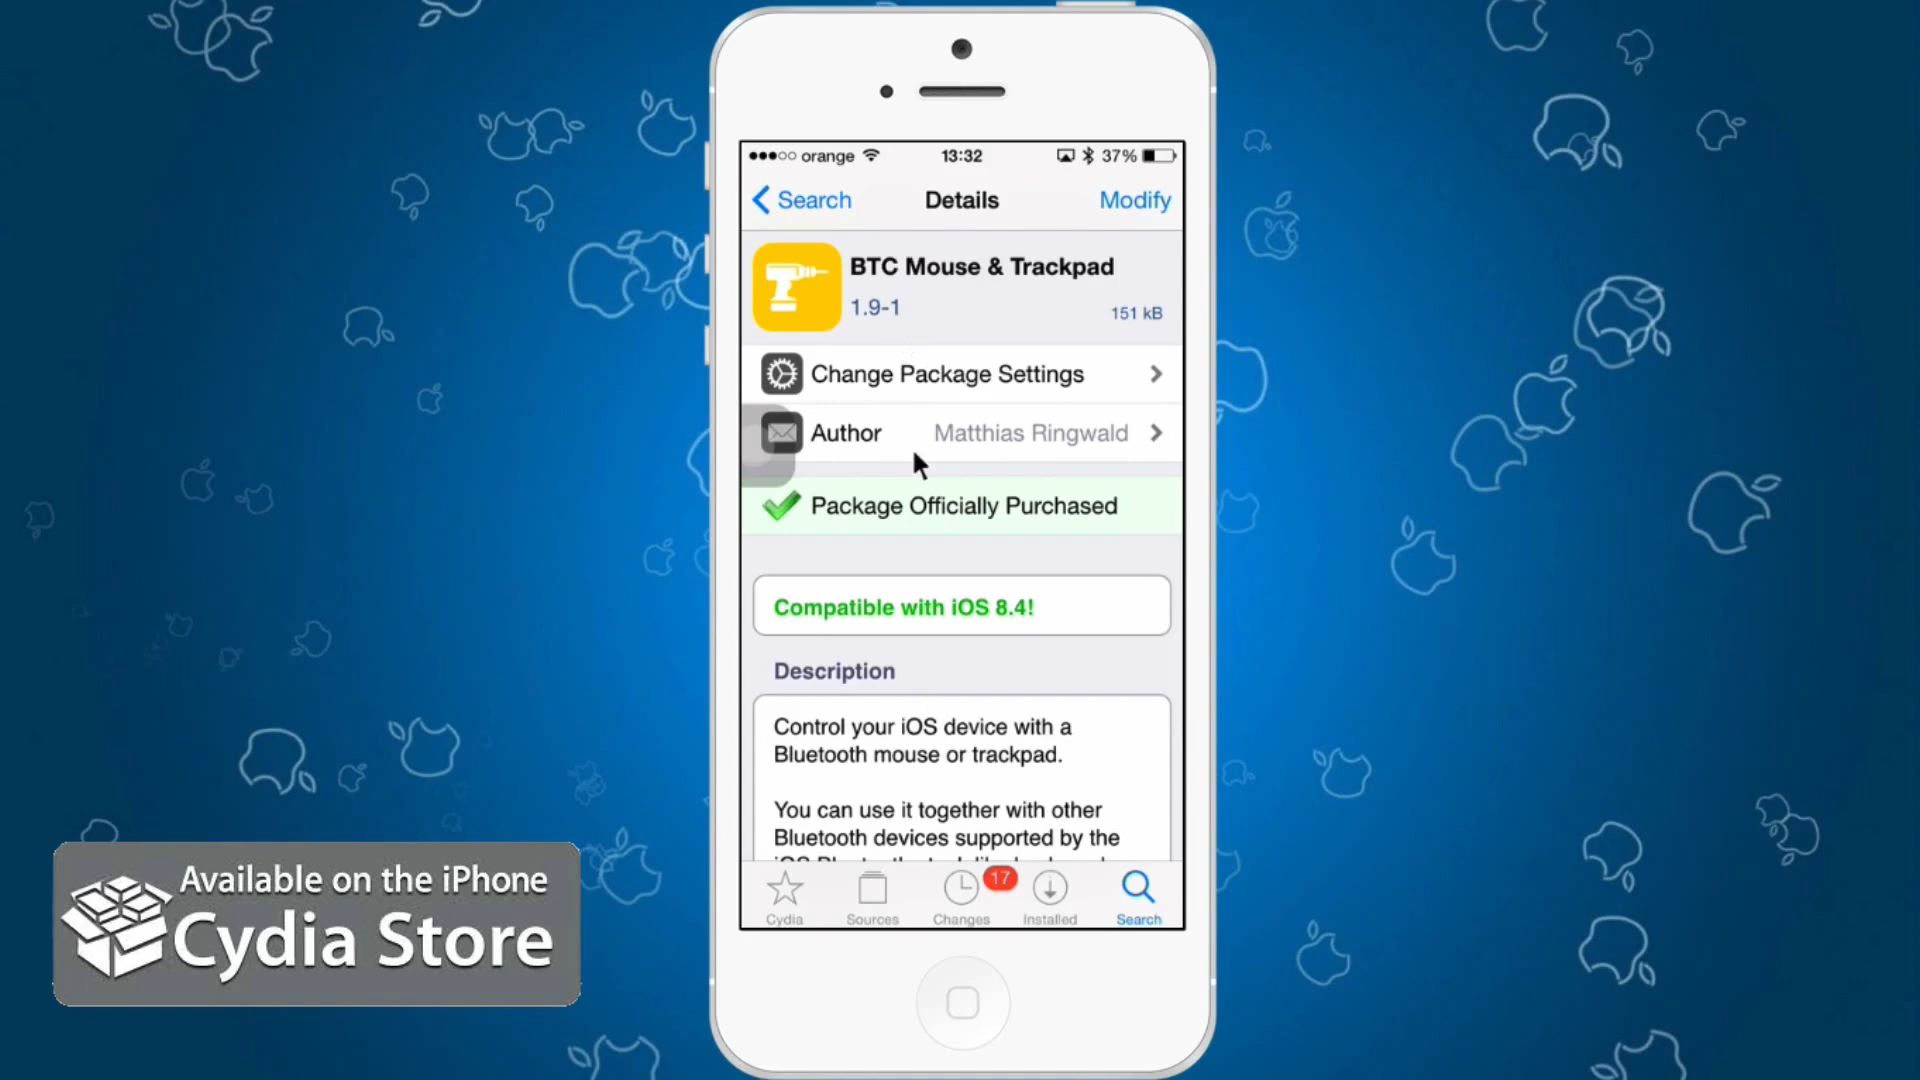 orange 13:32 37%
Search Details Modify
BTC Mouse & Trackpad
1.9-1 151 kB
Change Package Settings
Author Matthias Ringwald
Package Officially Purchased
Compatible with iOS 8.4!
Description
Control your iOS device with a
Bluetooth mouse or trackpad.
You can use it together with other
Bluetooth devices supported by the
17
Cydia Sources Changes Installed Search
Available on the iPhone
Cydia Store